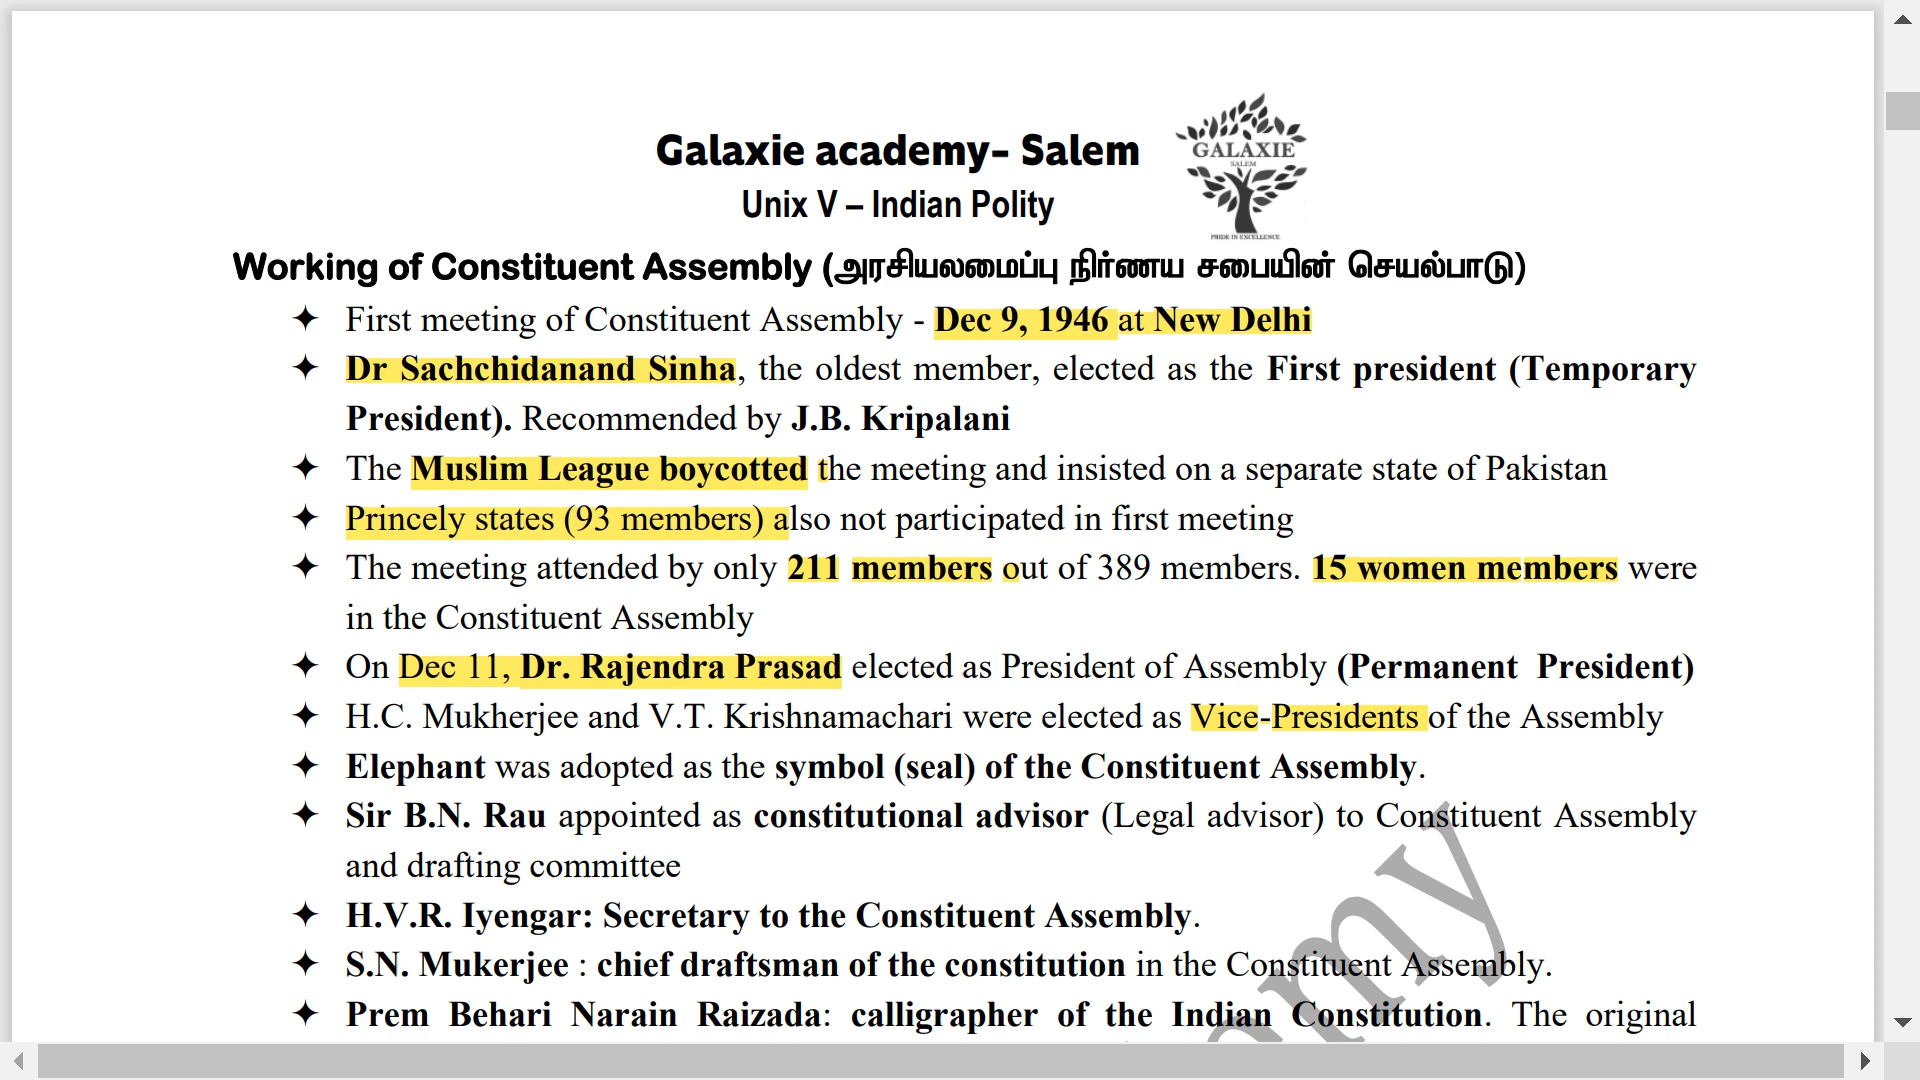 Galaxie academy- Salem
GALAXIE
SALEM
PRIDE IN EXCELLENCE
Unix V – Indian Polity
Working of Constituent Assembly (அரசியலமைப்பு நிர்ணய சபையின் செயல்பாடு)
✦ First meeting of Constituent Assembly - Dec 9, 1946 at New Delhi
✦ Dr Sachchidanand Sinha, the oldest member, elected as the First president (Temporary
President). Recommended by J.B. Kripalani
✦ The Muslim League boycotted the meeting and insisted on a separate state of Pakistan
✦ Princely states (93 members) also not participated in first meeting
✦ The meeting attended by only 211 members out of 389 members. 15 women members were
in the Constituent Assembly
✦ On Dec 11, Dr. Rajendra Prasad elected as President of Assembly (Permanent President)
✦ H.C. Mukherjee and V.T. Krishnamachari were elected as Vice-Presidents of the Assembly
✦ Elephant was adopted as the symbol (seal) of the Constituent Assembly.
✦ Sir B.N. Rau appointed as constitutional advisor (Legal advisor) to Constituent Assembly
and drafting committee
✦ H.V.R. Iyengar: Secretary to the Constituent Assembly.
✦ S.N. Mukerjee : chief draftsman of the constitution in the Constituent Assembly.
✦ Prem Behari Narain Raizada: calligrapher of the Indian Constitution. The original
my